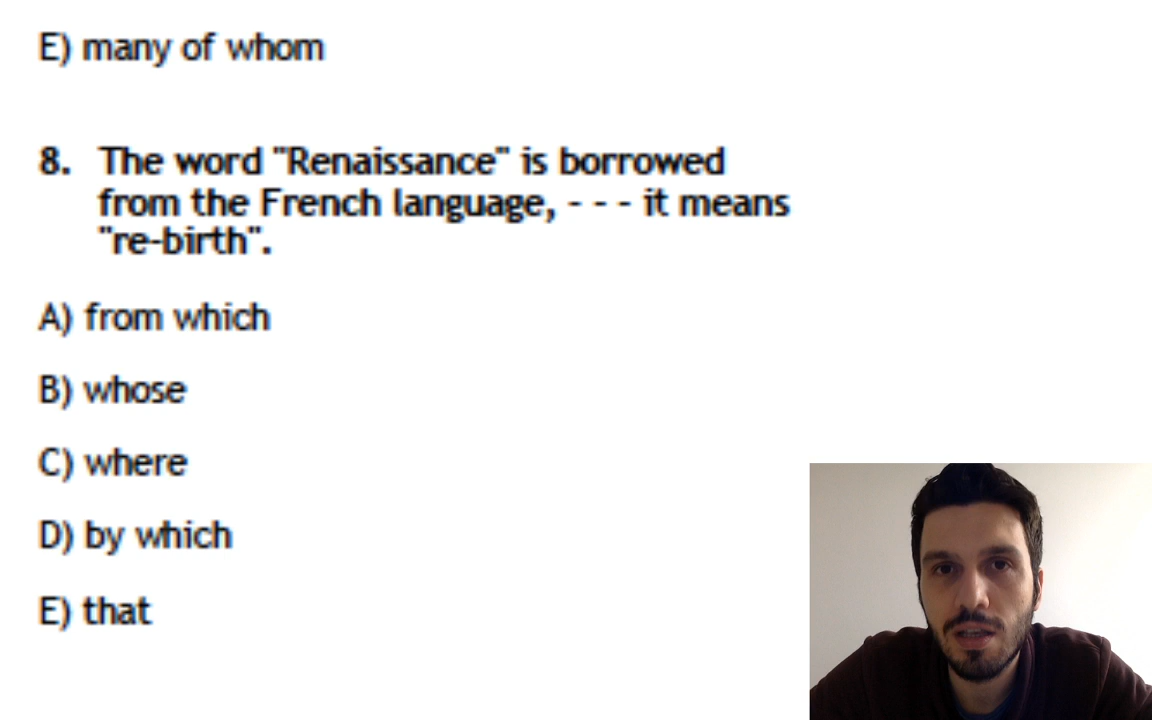 E) many of whom
8. The word "Renaissance" is borrowed
from the French language, - - - it means
"re-birth".
A) from which
B) whose
C) where
D) by which
E) that